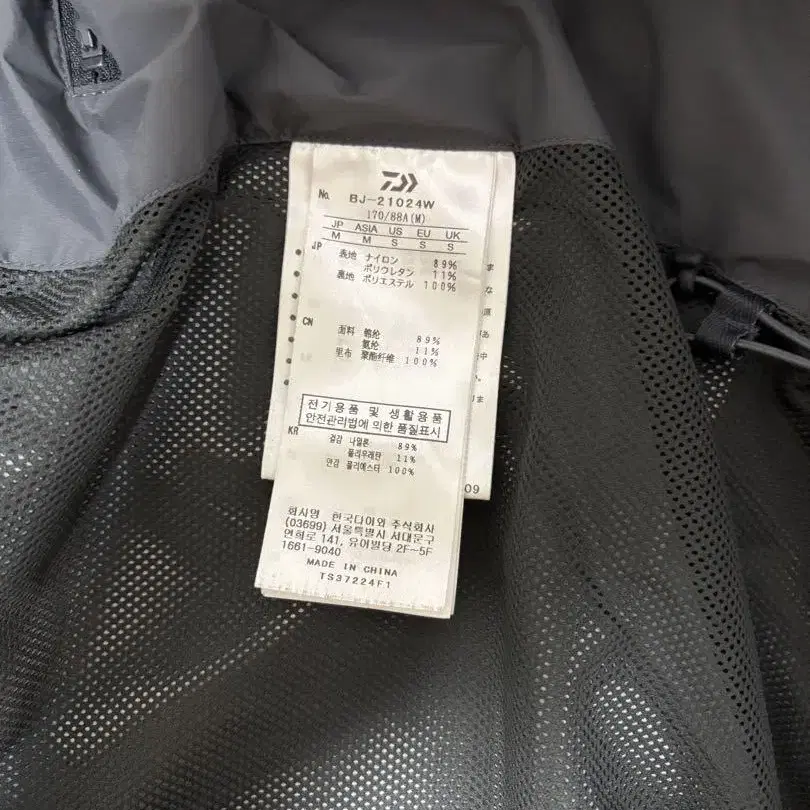 No. BJ-21024W
170/88A(M)
JP ASIA US EU UK
M M S S S
JP 表地 ナイロン 89%
ポリウレタン 11%
裏地 ポリエステル 100%
CN 面料 锦纶 89%
氨纶 11%
里布 聚酯纤维 100%
전기용품 및 생활용품
안전관리법에 의한 품질표시
KR 겉감 나일론 89%
폴리우레탄 11%
안감 폴리에스터 100%
회사명 한국다이와 주식회사
(03699) 서울특별시 서대문구
연희로 141, 유어빌딩 2F-5F
1661-9040
MADE IN CHINA
TS37224F1
09